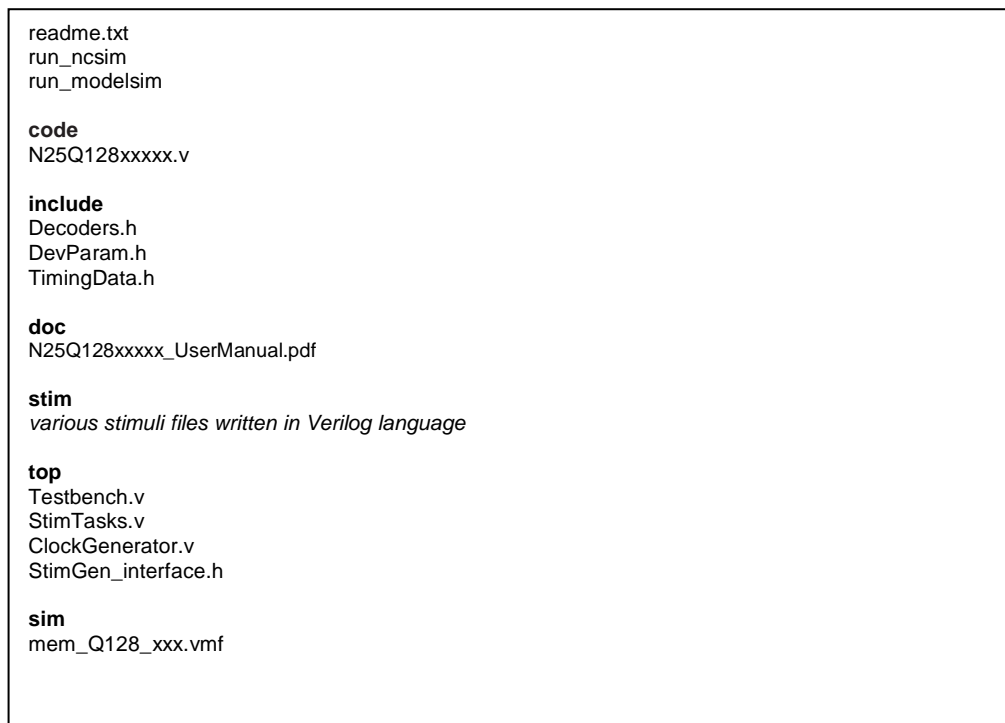 readme.txt
run_ncsim
run_modelsim
code
N25Q128xxxxx.v
include
Decoders.h
DevParam.h
TimingData.h
doc
N25Q128xxxxx_UserManual.pdf
stim
various stimuli files written in Verilog language
top
Testbench.v
StimTasks.v
ClockGenerator.v
StimGen_interface.h
sim
mem_Q128_xxx.vmf